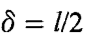 δ = l/2